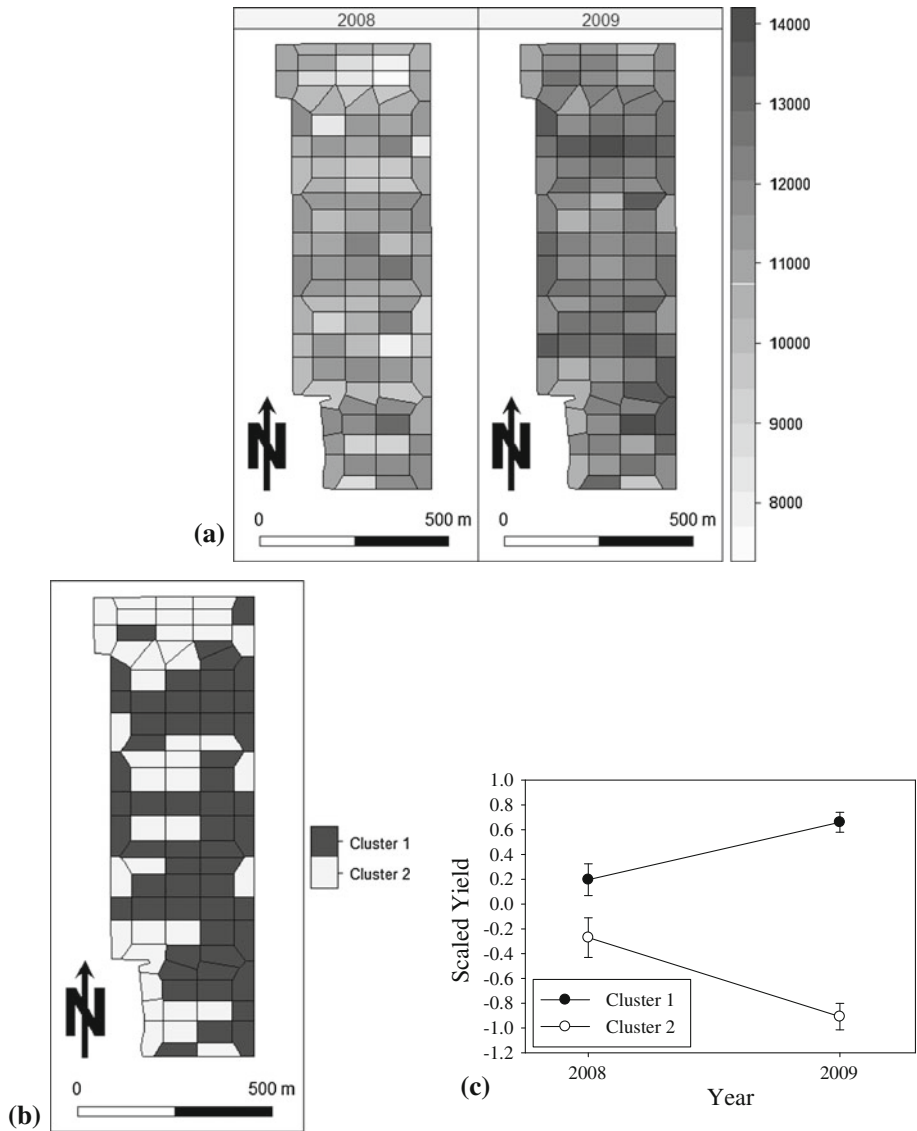 2008 2009
14000
13000
12000
11000
10000
9000
8000
N N
0 500 m 0 500 m
(a)
Cluster 1
Cluster 2
N
0 500 m
(b)
1.0
0.8
0.6
0.4
0.2
0.0
-0.2
-0.4
-0.6
-0.8
-1.0
-1.2
Scaled Yield
Cluster 1
Cluster 2
2008 2009
Year
(c)